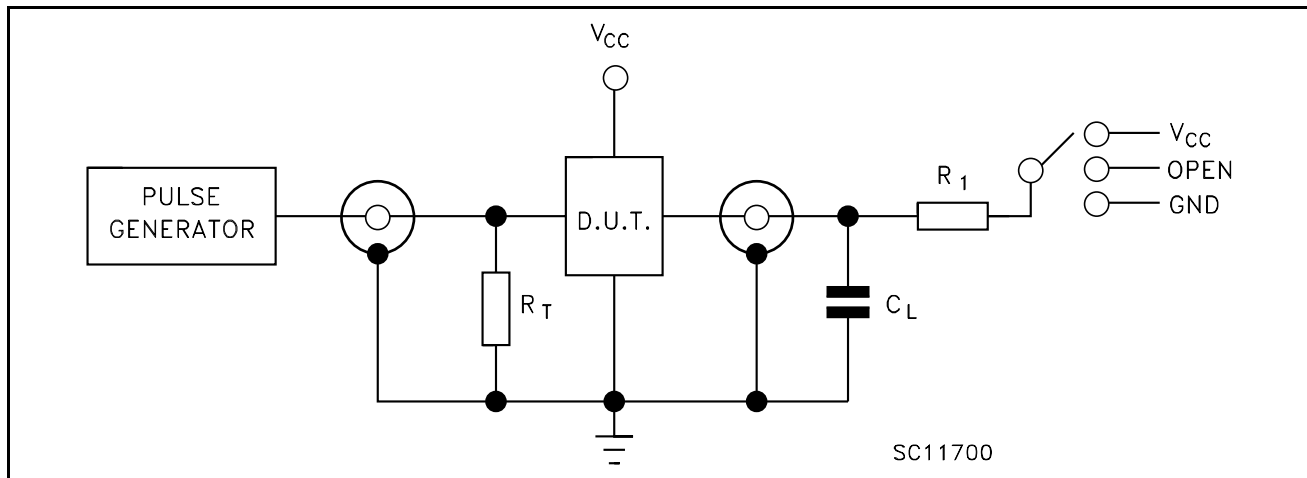 VCC
PULSE
GENERATOR
D.U.T.
RT
CL
R1
VCC
OPEN
GND
SC11700